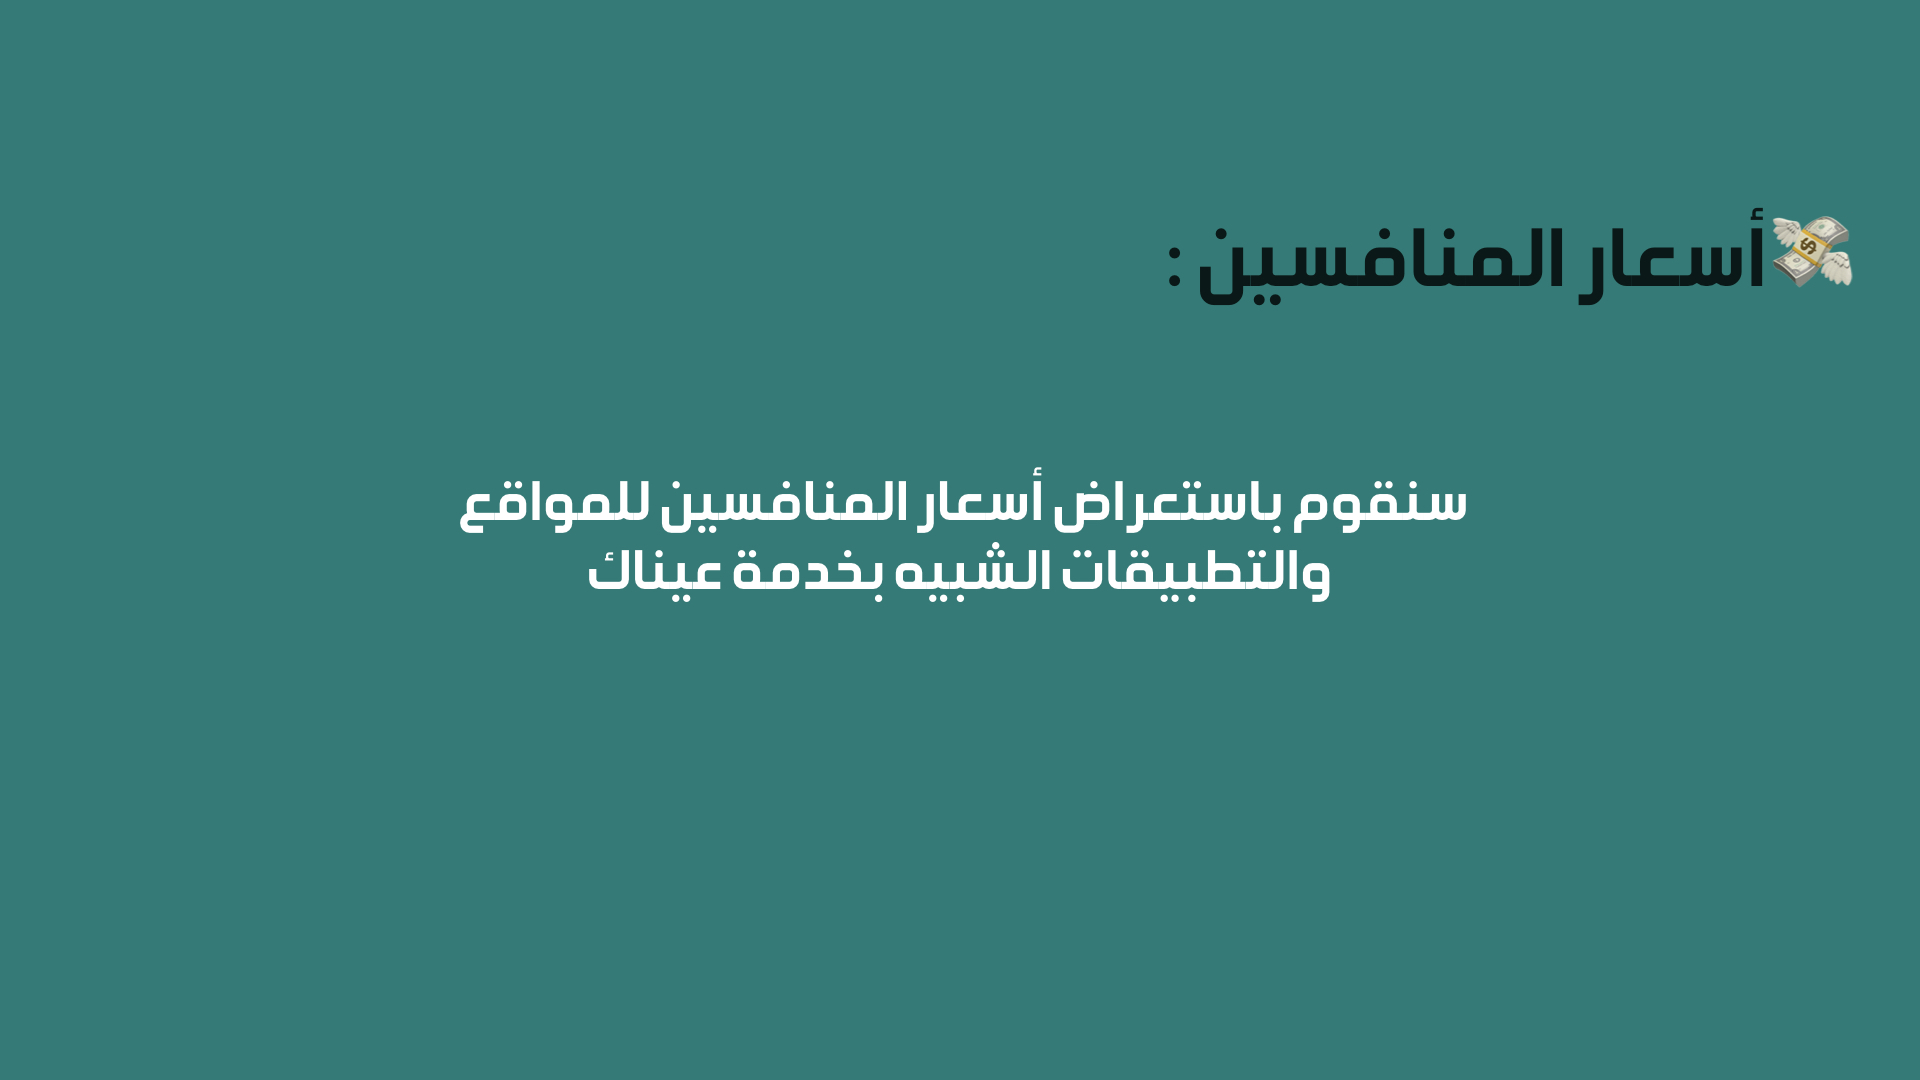 💸أسعار المنافسين :
سنقوم باستعراض أسعار المنافسين للمواقع
والتطبيقات الشبيه بخدمة عيناك